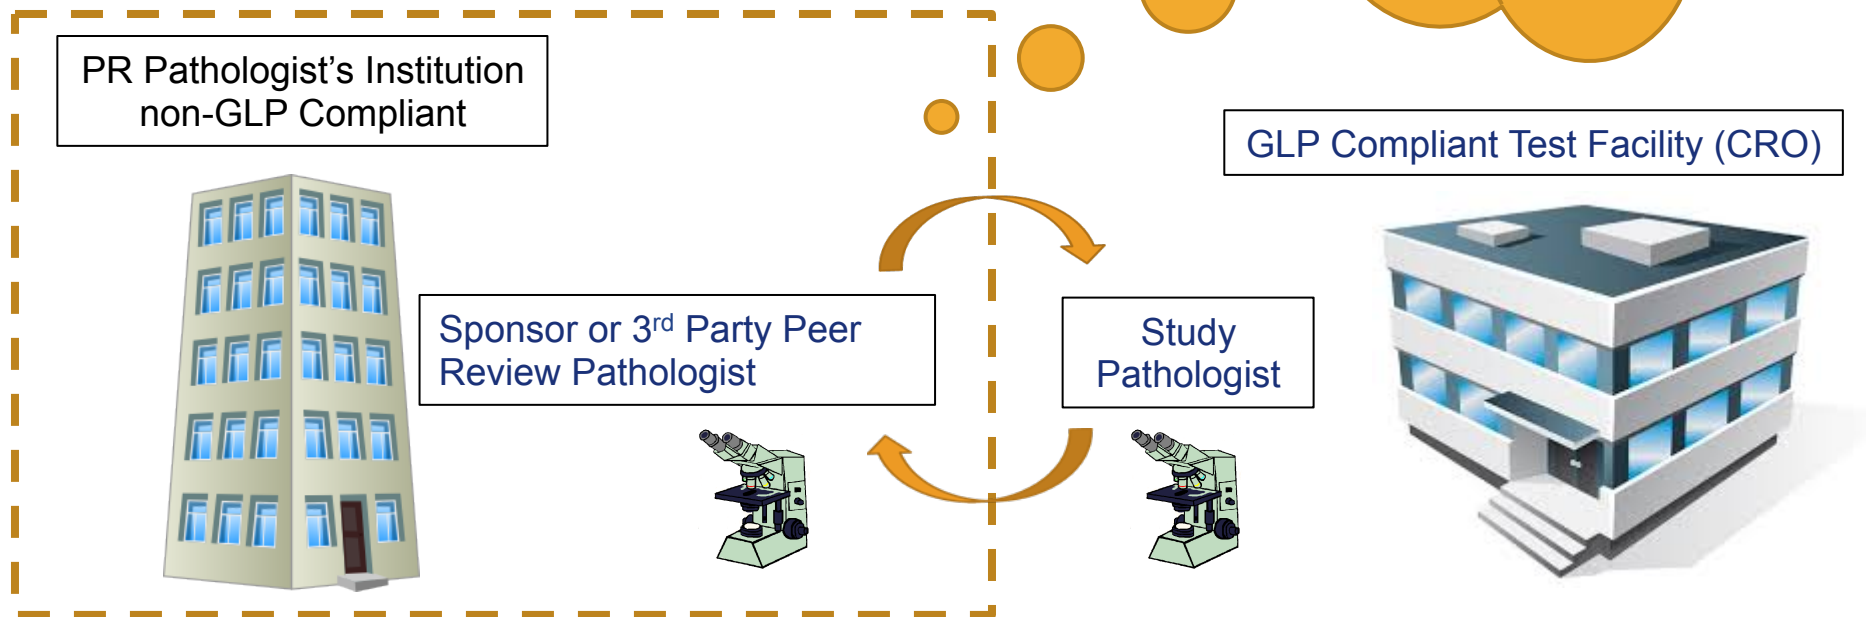 PR Pathologist’s Institution
non-GLP Compliant
GLP Compliant Test Facility (CRO)
Sponsor or 3rd Party Peer
Review Pathologist
Study
Pathologist